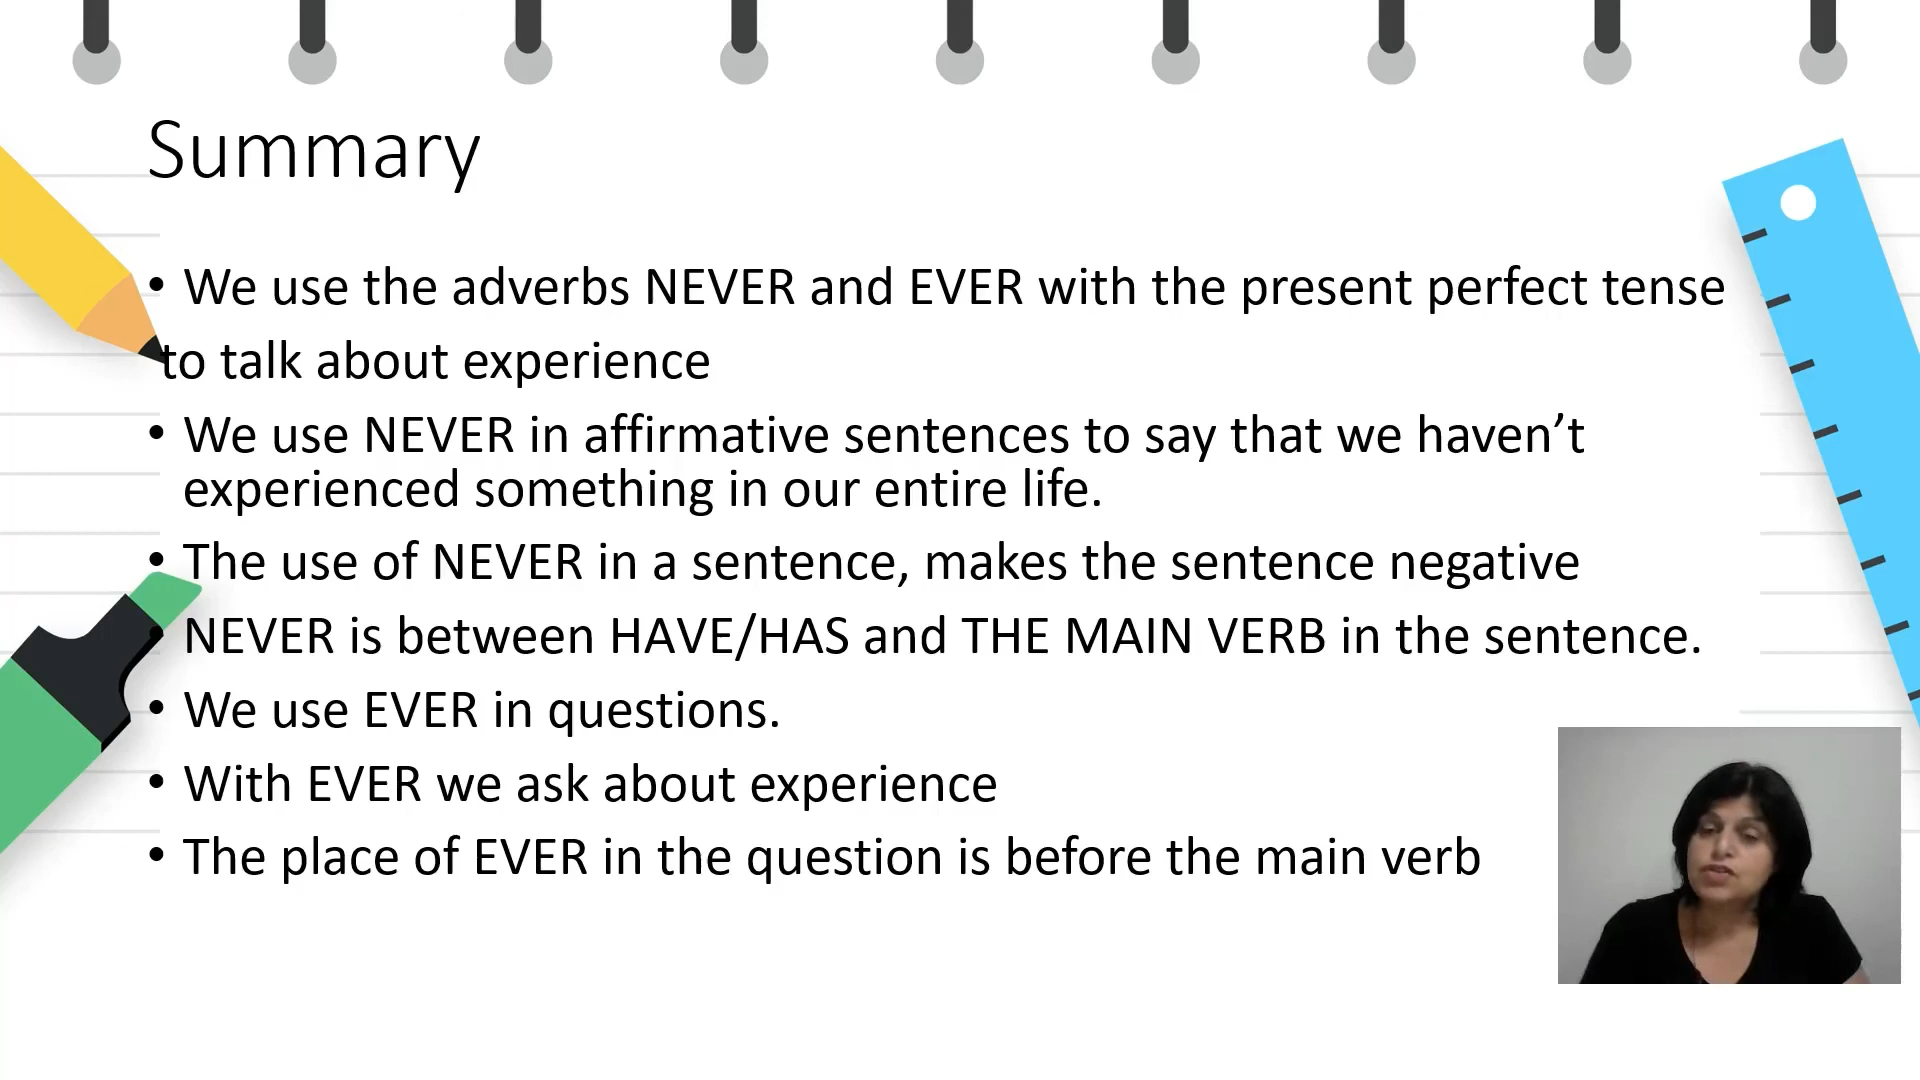 Summary
• We use the adverbs NEVER and EVER with the present perfect tense
to talk about experience
• We use NEVER in affirmative sentences to say that we haven’t
experienced something in our entire life.
• The use of NEVER in a sentence, makes the sentence negative
• NEVER is between HAVE/HAS and THE MAIN VERB in the sentence.
• We use EVER in questions.
• With EVER we ask about experience
• The place of EVER in the question is before the main verb